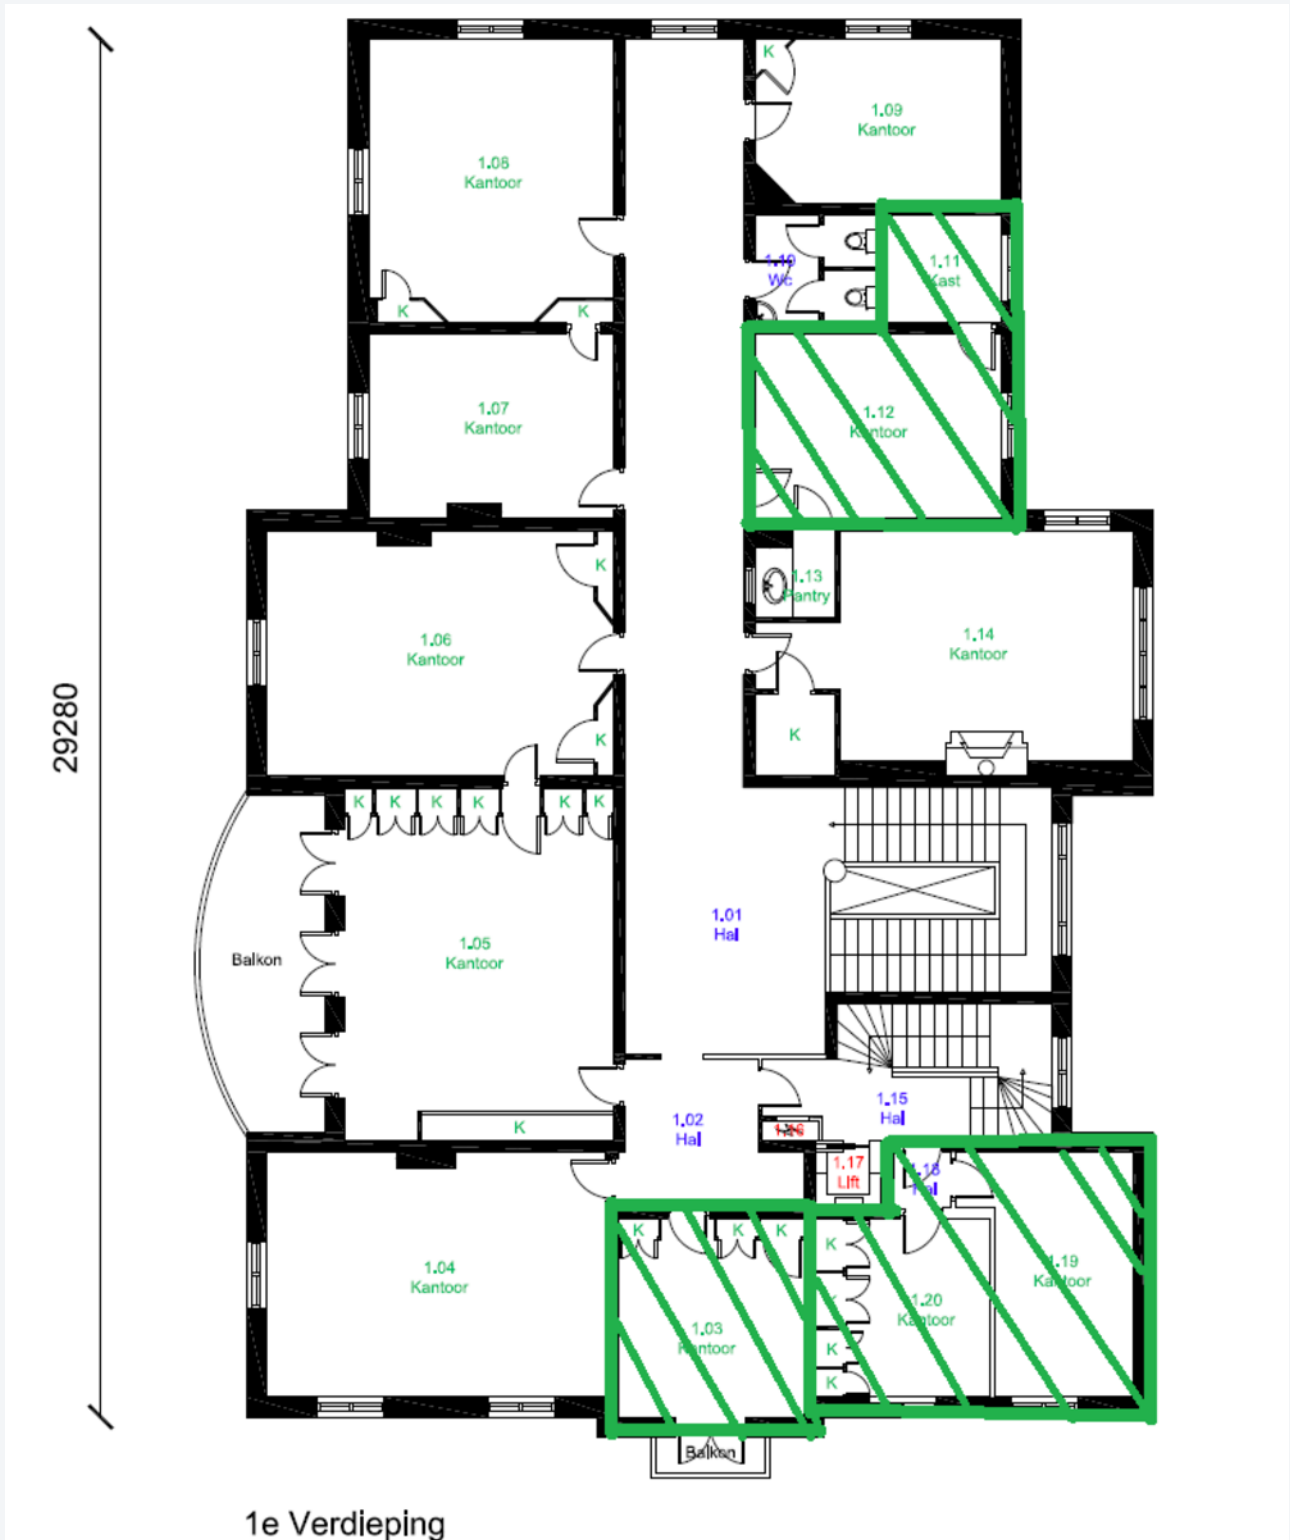 K
1.09
Kantoor
1.08
Kantoor
1.10
Wc
1.11
Kast
K
K
1.07
Kantoor
1.12
Kantoor
K
1.13
Pantry
1.06
Kantoor
1.14
Kantoor
29280
K
K
K
K
K
K
K
K
1.01
Hal
1.05
Kantoor
Balkon
1.15
Hal
1.02
Hal
K
1.16
1.17
Lift
1.18
Hal
K
K
K
K
1.04
Kantoor
1.19
Kantoor
K
1.20
Kantoor
1.03
Kantoor
K
K
Balkon
1e Verdieping